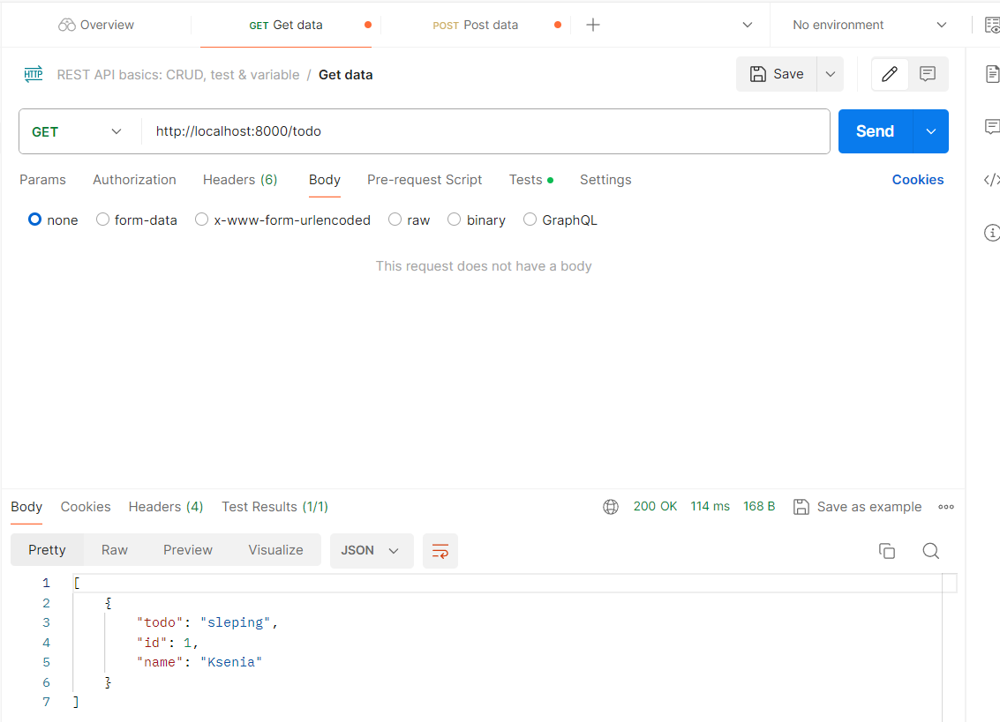 Overview GET Get data POST Post data No environment
HTTP REST API basics: CRUD, test & variable / Get data Save
GET http://localhost:8000/todo Send
Params Authorization Headers (6) Body Pre-request Script Tests Settings Cookies
none form-data x-www-form-urlencoded raw binary GraphQL
This request does not have a body
Body Cookies Headers (4) Test Results (1/1) 200 OK 114 ms 168 B Save as example
Pretty Raw Preview Visualize JSON
1 [
2 {
3 "todo": "sleping",
4 "id": 1,
5 "name": "Ksenia"
6 }
7 ]